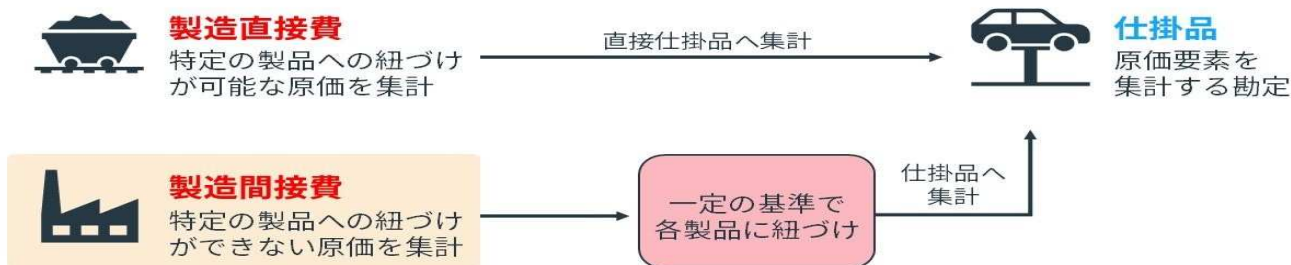 製造直接費
特定の製品への紐づけ
が可能な原価を集計
直接仕掛品へ集計
仕掛品
原価要素を
集計する勘定
製造間接費
特定の製品への紐づけ
ができない原価を集計
一定の基準で
各製品に紐づけ
仕掛品へ
集計